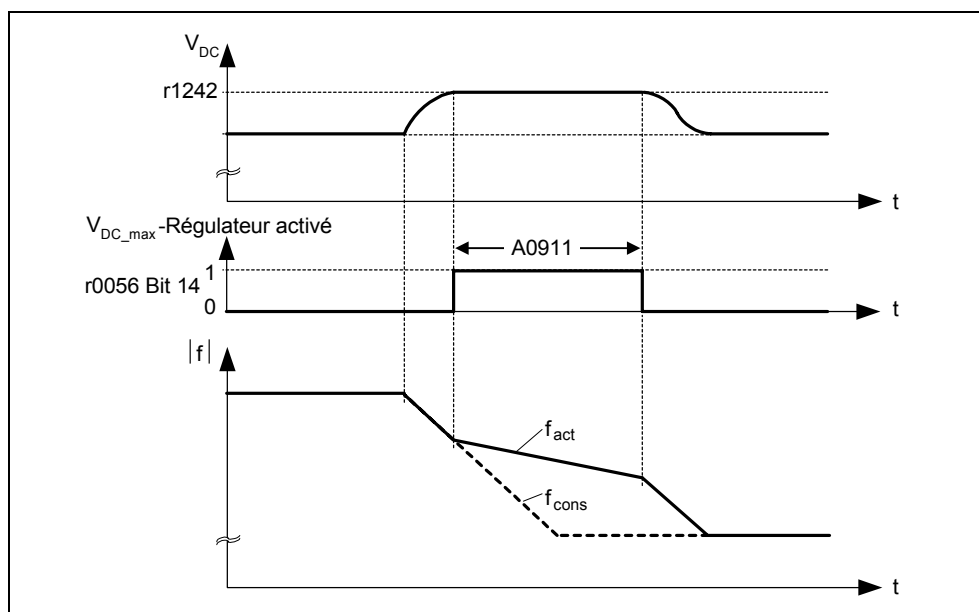 V_DC
r1242
t
V_DC_max -Régulateur activé
A0911
r0056 Bit 14
1
0
t
|f|
f_act
f_cons
t